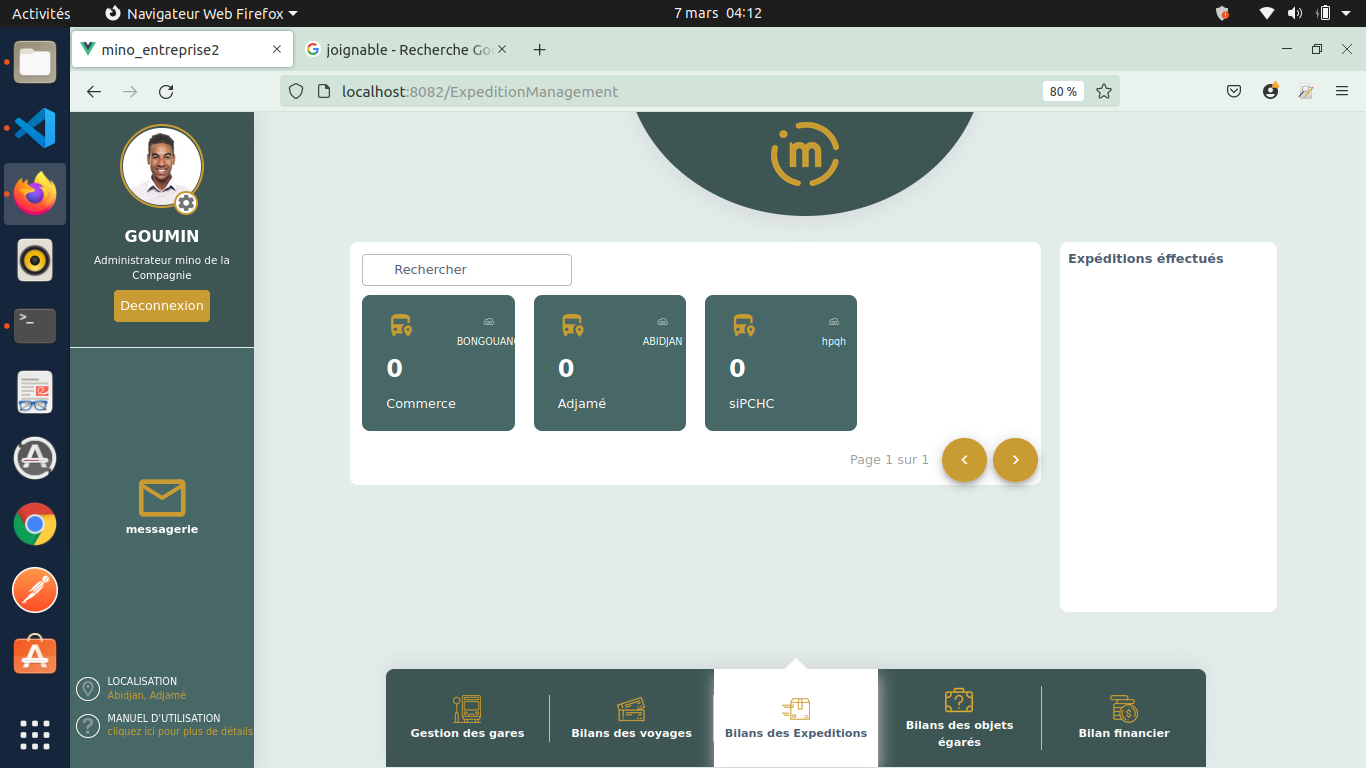 Activités
Navigateur Web Firefox
7 mars 04:12
mino_entreprise2
joignable - Recherche Go
localhost:8082/ExpeditionManagement
80 %
im
GOUMIN
Administrateur mino de la
Compagnie
Deconnexion
messagerie
LOCALISATION
Abidjan, Adjamé
MANUEL D'UTILISATION
cliquez ici pour plus de détails
Rechercher
BONGOUAN
0
Commerce
ABIDJAN
0
Adjamé
hpqh
0
siPCHC
Page 1 sur 1
Expéditions éffectués
Gestion des gares
Bilans des voyages
Bilans des Expeditions
Bilans des objets
égarés
Bilan financier